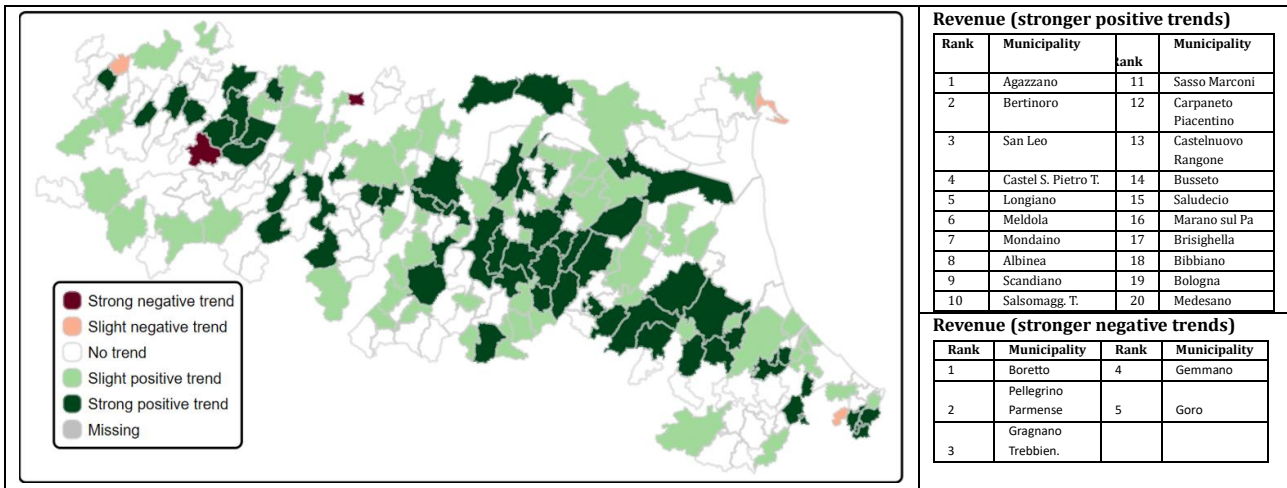 Strong negative trend
Slight negative trend
No trend
Slight positive trend
Strong positive trend
Missing
Revenue (stronger positive trends)
Rank Municipality Rank Municipality
1 Agazzano 11 Sasso Marconi
2 Bertinoro 12 Carpaneto
Piacentino
3 San Leo 13 Castelnuovo
Rangone
4 Castel S. Pietro T. 14 Busseto
5 Longiano 15 Saludecio
6 Meldola 16 Marano sul Pa
7 Mondaino 17 Brisighella
8 Albinea 18 Bibbiano
9 Scandiano 19 Bologna
10 Salsomagg. T. 20 Medesano
Revenue (stronger negative trends)
Rank Municipality Rank Municipality
1 Boretto 4 Gemmano
Pellegrino
2 Parmense 5 Goro
Gragnano
3 Trebbien.